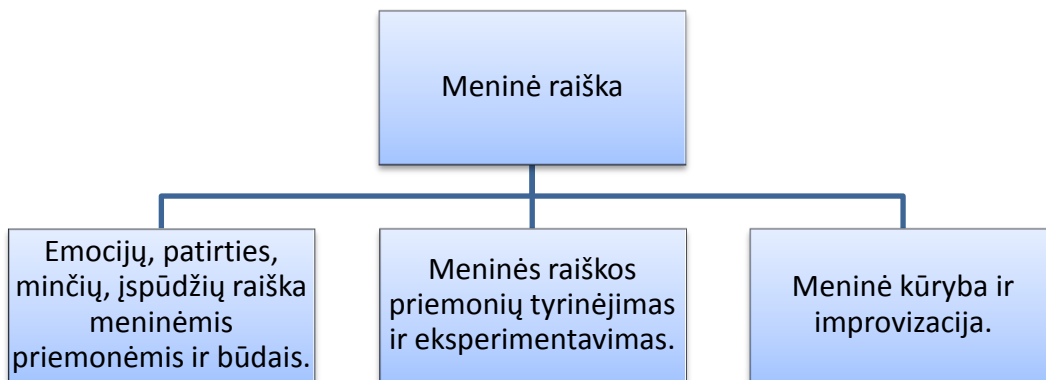 Meninė raiška
Emocijų, patirties,
minčių, įspūdžių raiška
meninėmis
priemonėmis ir būdais.
Meninės raiškos
priemonių tyrinėjimas
ir eksperimentavimas.
Meninė kūryba ir
improvizacija.